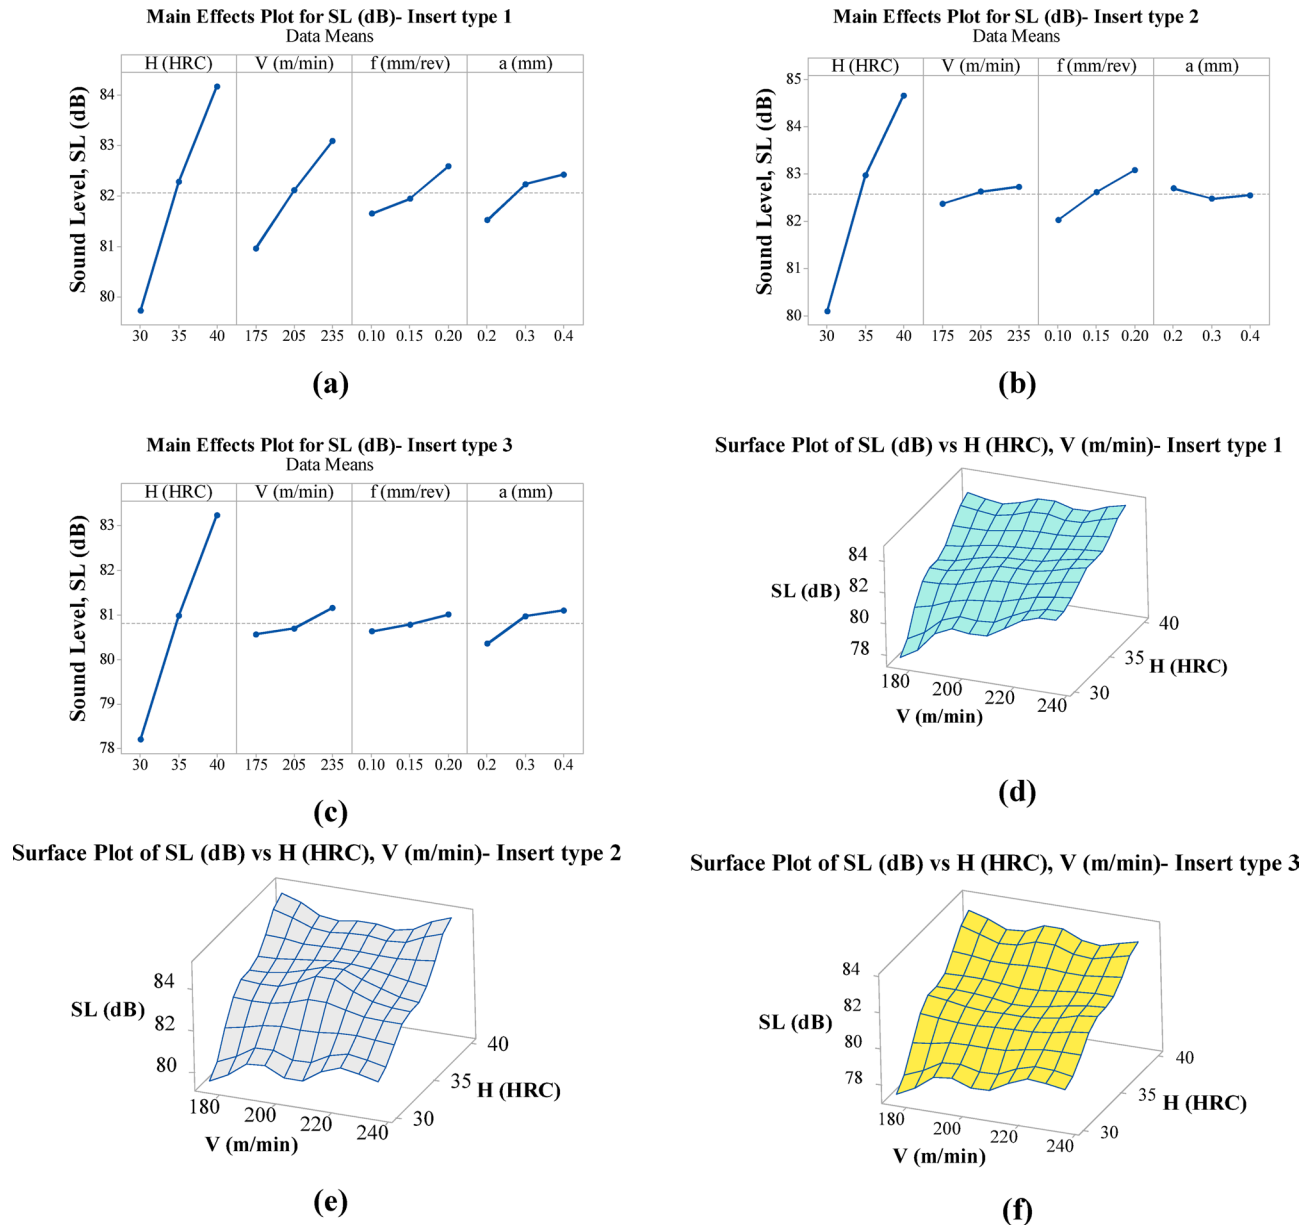 Main Effects Plot for SL (dB)- Insert type 1
Data Means
H (HRC) V (m/min) f (mm/rev) a (mm)
Sound Level, SL (dB)
84
83
82
81
80
30 35 40 175 205 235 0.10 0.15 0.20 0.2 0.3 0.4
(a)
Main Effects Plot for SL (dB)- Insert type 2
Data Means
H (HRC) V (m/min) f (mm/rev) a (mm)
Sound Level, SL (dB)
85
84
83
82
81
80
30 35 40 175 205 235 0.10 0.15 0.20 0.2 0.3 0.4
(b)
Main Effects Plot for SL (dB)- Insert type 3
Data Means
H (HRC) V (m/min) f (mm/rev) a (mm)
Sound Level, SL (dB)
83
81
80
79
78
30 35 40 175 205 235 0.10 0.15 0.20 0.2 0.3 0.4
(c)
Surface Plot of SL (dB) vs H (HRC), V (m/min)- Insert type 1
84
82
80
78
SL (dB)
180 200 220 240
V (m/min)
30 35 40
H (HRC)
(d)
Surface Plot of SL (dB) vs H (HRC), V (m/min)- Insert type 2
84
82
80
SL (dB)
180 200 220 240
V (m/min)
30 35 40
H (HRC)
(e)
Surface Plot of SL (dB) vs H (HRC), V (m/min)- Insert type 3
84
82
80
78
SL (dB)
180 200 220 240
V (m/min)
30 35 40
H (HRC)
(f)